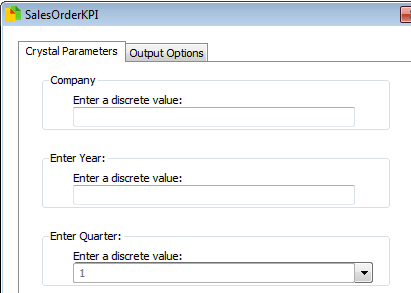 SalesOrderKPI
Crystal Parameters
Output Options
Company
Enter a discrete value:
Enter Year:
Enter a discrete value:
Enter Quarter:
Enter a discrete value:
1